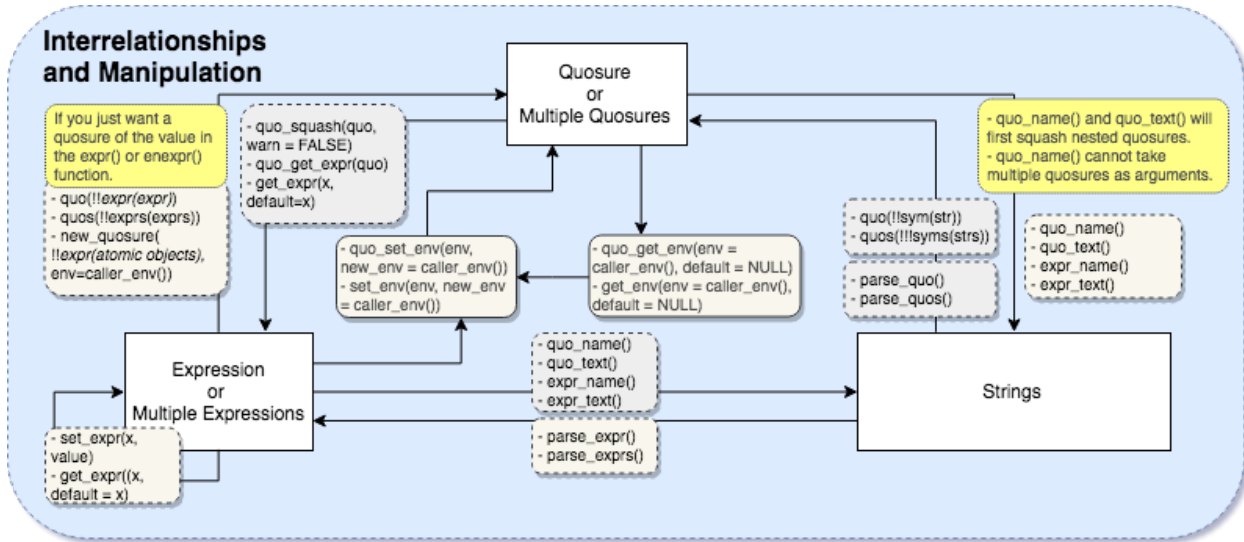 Interrelationships
and Manipulation
Quosure
or
Multiple Quosures
If you just want a
quosure of the value in
the expr() or enexpr()
function.
- quo(!!expr(expr))
- quos(!!exprs(exprs))
- new_quosure(
!!expr(atomic objects),
env=caller_env())
- quo_squash(quo,
warn = FALSE)
- quo_get_expr(quo)
- get_expr(x,
default=x)
- quo_name() and quo_text() will
first squash nested quosures.
- quo_name() cannot take
multiple quosures as arguments.
- quo(!!sym(str))
- quos(!!!syms(strs))
- parse_quo()
- parse_quos()
- quo_name()
- quo_text()
- expr_name()
- expr_text()
- quo_set_env(env,
new_env = caller_env())
- set_env(env, new_env
= caller_env())
- quo_get_env(env =
caller_env(), default = NULL)
- get_env(env = caller_env(),
default = NULL)
Expression
or
Multiple Expressions
- quo_name()
- quo_text()
- expr_name()
- expr_text()
Strings
- parse_expr()
- parse_exprs()
- set_expr(x,
value)
- get_expr((x,
default = x)